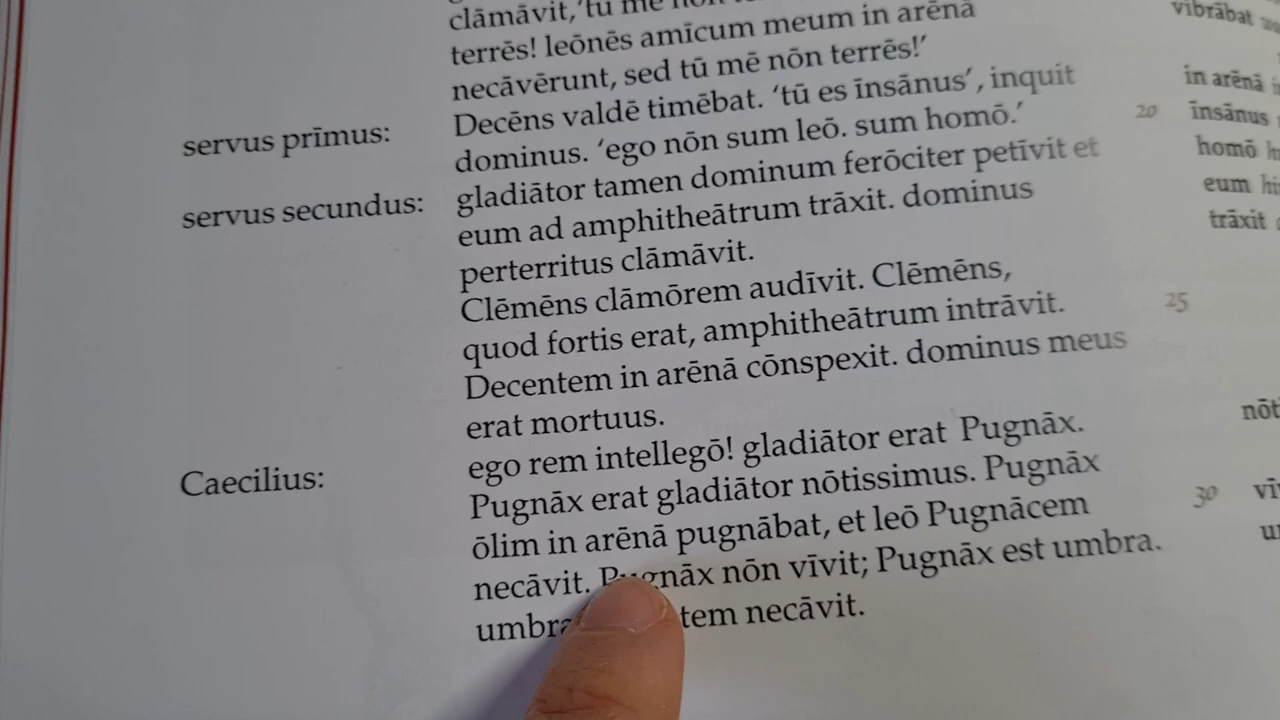 clāmāvit, 'tū mē nōn
terrēs! leōnēs amīcum meum in arēnā
necāvērunt, sed tū mē nōn terrēs!'
servus prīmus: Decēns valdē timēbat. 'tū es īnsānus', inquit
dominus. 'ego nōn sum leō. sum homō.' 20
servus secundus: gladiātor tamen dominum ferōciter petīvit et
eum ad amphitheātrum trāxit. dominus
perterritus clāmāvit.
Clēmēns clāmōrem audīvit. Clēmēns,
quod fortis erat, amphitheātrum intrāvit. 25
Decentem in arēnā cōnspexit. dominus meus
erat mortuus.
Caecilius: ego rem intellegō! gladiātor erat Pugnāx.
Pugnāx erat gladiātor nōtissimus. Pugnāx
ōlim in arēnā pugnābat, et leō Pugnācem 30
necāvit. Pugnāx nōn vīvit; Pugnāx est umbra.
necāvit.
vibrābat
in arēnā
īnsānus
homō
eum
trāxit